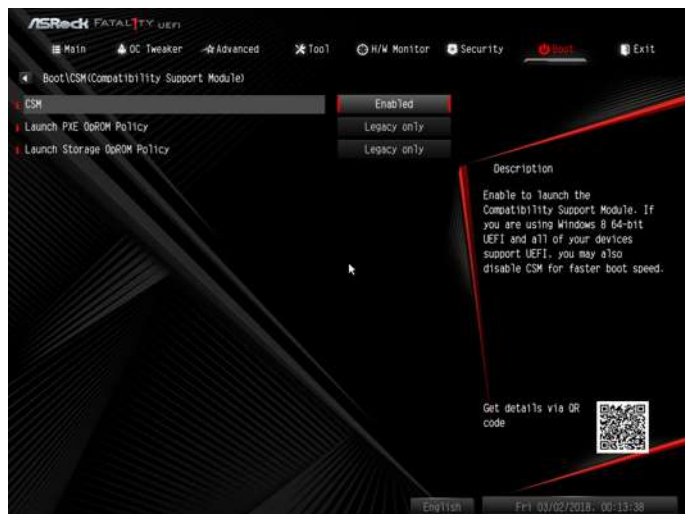 ASRock FATAL1TY UEFI
Main OC Tweaker Advanced Tool H/W Monitor Security Boot Exit
Boot\CSM(Compatibility Support Module)
CSM Enabled
Launch PXE OpROM Policy Legacy only
Launch Storage OpROM Policy Legacy only
Description
Enable to launch the
Compatibility Support Module. If
you are using Windows 8 64-bit
UEFI and all of your devices
support UEFI, you may also
disable CSM for faster boot speed.
Get details via QR
code
English Fri 03/02/2018, 00:13:38